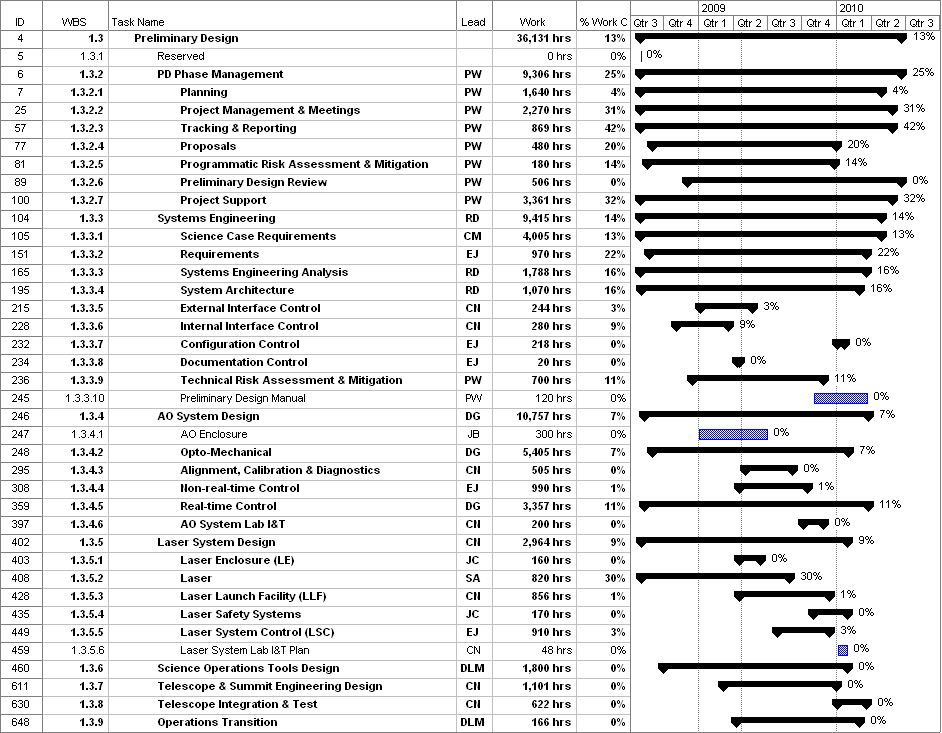 2009 2010
ID WBS Task Name Lead Work % Work C Qtr 3 Qtr 4 Qtr 1 Qtr 2 Qtr 3 Qtr 4 Qtr 1 Qtr 2 Qtr 3
4 1.3 Preliminary Design 36,131 hrs 13% 13%
5 1.3.1 Reserved 0 hrs 0% 0%
6 1.3.2 PD Phase Management PW 9,306 hrs 25% 25%
7 1.3.2.1 Planning PW 1,640 hrs 4% 4%
25 1.3.2.2 Project Management & Meetings PW 2,270 hrs 31% 31%
57 1.3.2.3 Tracking & Reporting PW 869 hrs 42% 42%
77 1.3.2.4 Proposals PW 480 hrs 20% 20%
81 1.3.2.5 Programmatic Risk Assessment & Mitigation PW 180 hrs 14% 14%
89 1.3.2.6 Preliminary Design Review PW 506 hrs 0% 0%
100 1.3.2.7 Project Support PW 3,361 hrs 32% 32%
104 1.3.3 Systems Engineering RD 9,415 hrs 14% 14%
105 1.3.3.1 Science Case Requirements CM 4,005 hrs 13% 13%
151 1.3.3.2 Requirements EJ 970 hrs 22% 22%
165 1.3.3.3 Systems Engineering Analysis RD 1,788 hrs 16% 16%
195 1.3.3.4 System Architecture RD 1,070 hrs 16% 16%
215 1.3.3.5 External Interface Control CN 244 hrs 3% 3%
228 1.3.3.6 Internal Interface Control CN 280 hrs 9% 9%
232 1.3.3.7 Configuration Control EJ 218 hrs 0% 0%
234 1.3.3.8 Documentation Control EJ 20 hrs 0% 0%
236 1.3.3.9 Technical Risk Assessment & Mitigation PW 700 hrs 11% 11%
245 1.3.3.10 Preliminary Design Manual PW 120 hrs 0% 0%
246 1.3.4 AO System Design DG 10,757 hrs 7% 7%
247 1.3.4.1 AO Enclosure JB 300 hrs 0% 0%
248 1.3.4.2 Opto-Mechanical DG 5,405 hrs 7% 7%
295 1.3.4.3 Alignment, Calibration & Diagnostics CN 505 hrs 0% 0%
308 1.3.4.4 Non-real-time Control EJ 990 hrs 1% 1%
359 1.3.4.5 Real-time Control DG 3,357 hrs 11% 11%
397 1.3.4.6 AO System Lab I&T CN 200 hrs 0% 0%
402 1.3.5 Laser System Design CN 2,964 hrs 9% 9%
403 1.3.5.1 Laser Enclosure (LE) JC 160 hrs 0% 0%
408 1.3.5.2 Laser SA 820 hrs 30% 30%
428 1.3.5.3 Laser Launch Facility (LLF) CN 856 hrs 1% 1%
435 1.3.5.4 Laser Safety Systems JC 170 hrs 0% 0%
449 1.3.5.5 Laser System Control (LSC) EJ 910 hrs 3% 3%
459 1.3.5.6 Laser System Lab I&T Plan CN 48 hrs 0% 0%
460 1.3.6 Science Operations Tools Design DLM 1,800 hrs 0% 0%
611 1.3.7 Telescope & Summit Engineering Design CN 1,101 hrs 0% 0%
630 1.3.8 Telescope Integration & Test CN 622 hrs 0% 0%
648 1.3.9 Operations Transition DLM 166 hrs 0% 0%